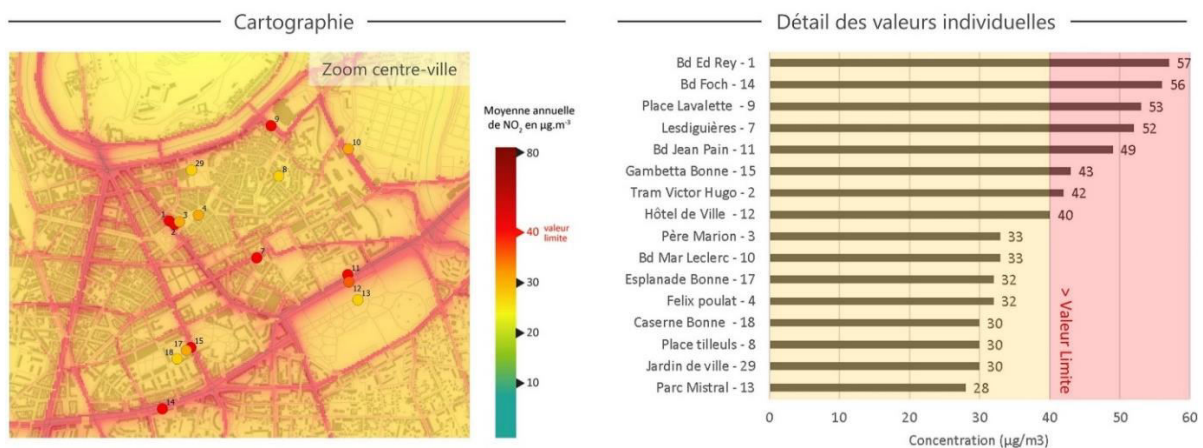 Cartographie
Zoom centre-ville
9
10
29
8
1
3
4
2
7
11
12
13
17
15
18
14
Moyenne annuelle
de NO₂ en µg.m⁻³
80
40 valeur
limite
30
20
10
Détail des valeurs individuelles
Bd Ed Rey - 1 57
Bd Foch - 14 56
Place Lavalette - 9 53
Lesdiguières - 7 52
Bd Jean Pain - 11 49
Gambetta Bonne - 15 43
Tram Victor Hugo - 2 42
Hôtel de Ville - 12 40
Père Marion - 3 33
Bd Mar Leclerc - 10 33
Esplanade Bonne - 17 32
Felix poulat - 4 32
Caserne Bonne - 18 30
Place tilleuls - 8 30
Jardin de ville - 29 30
Parc Mistral - 13 28
> Valeur Limite
0 10 20 30 40 50 60
Concentration (µg/m3)